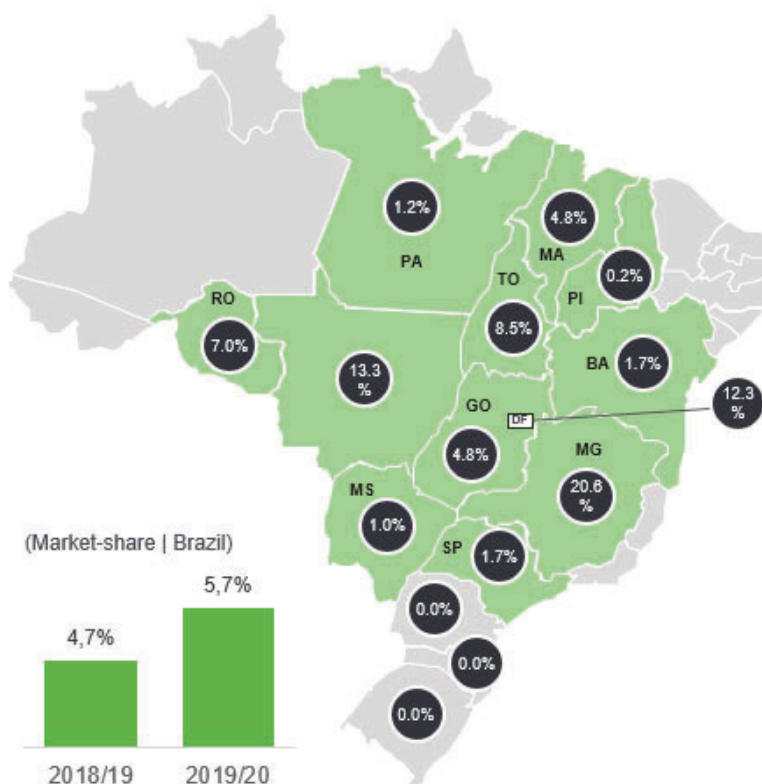 1.2%
PA
4.8%
MA
TO
0.2%
PI
RO
8.5%
7.0%
13.3
%
BA
1.7%
12.3
%
GO
DF
4.8%
MG
20.6
%
MS
1.0%
SP
1.7%
(Market-share | Brazil)
5,7%
4,7%
0.0%
0.0%
0.0%
2018/19
2019/20